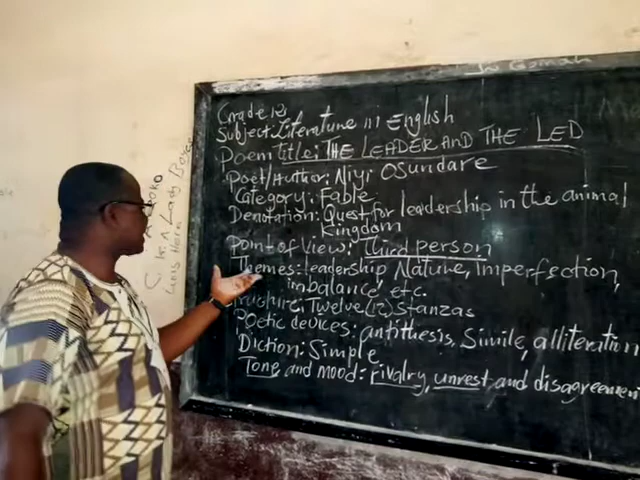 Grade 12
Subject: Literature in English
Poem title: THE LEADER AND THE LED
Poet/Author: Niyi Osundare
Category: Fable
Denotation: Quest for leadership in the animal
Kingdom
Point of View: Third person
Themes: leadership, Nature, imperfection,
imbalance, etc.
tructure: Twelve (12) Stanzas
Poetic devices: antithesis, Simile, alliteration
Diction: Simple
Tone and mood: rivalry, unrest and disagreement